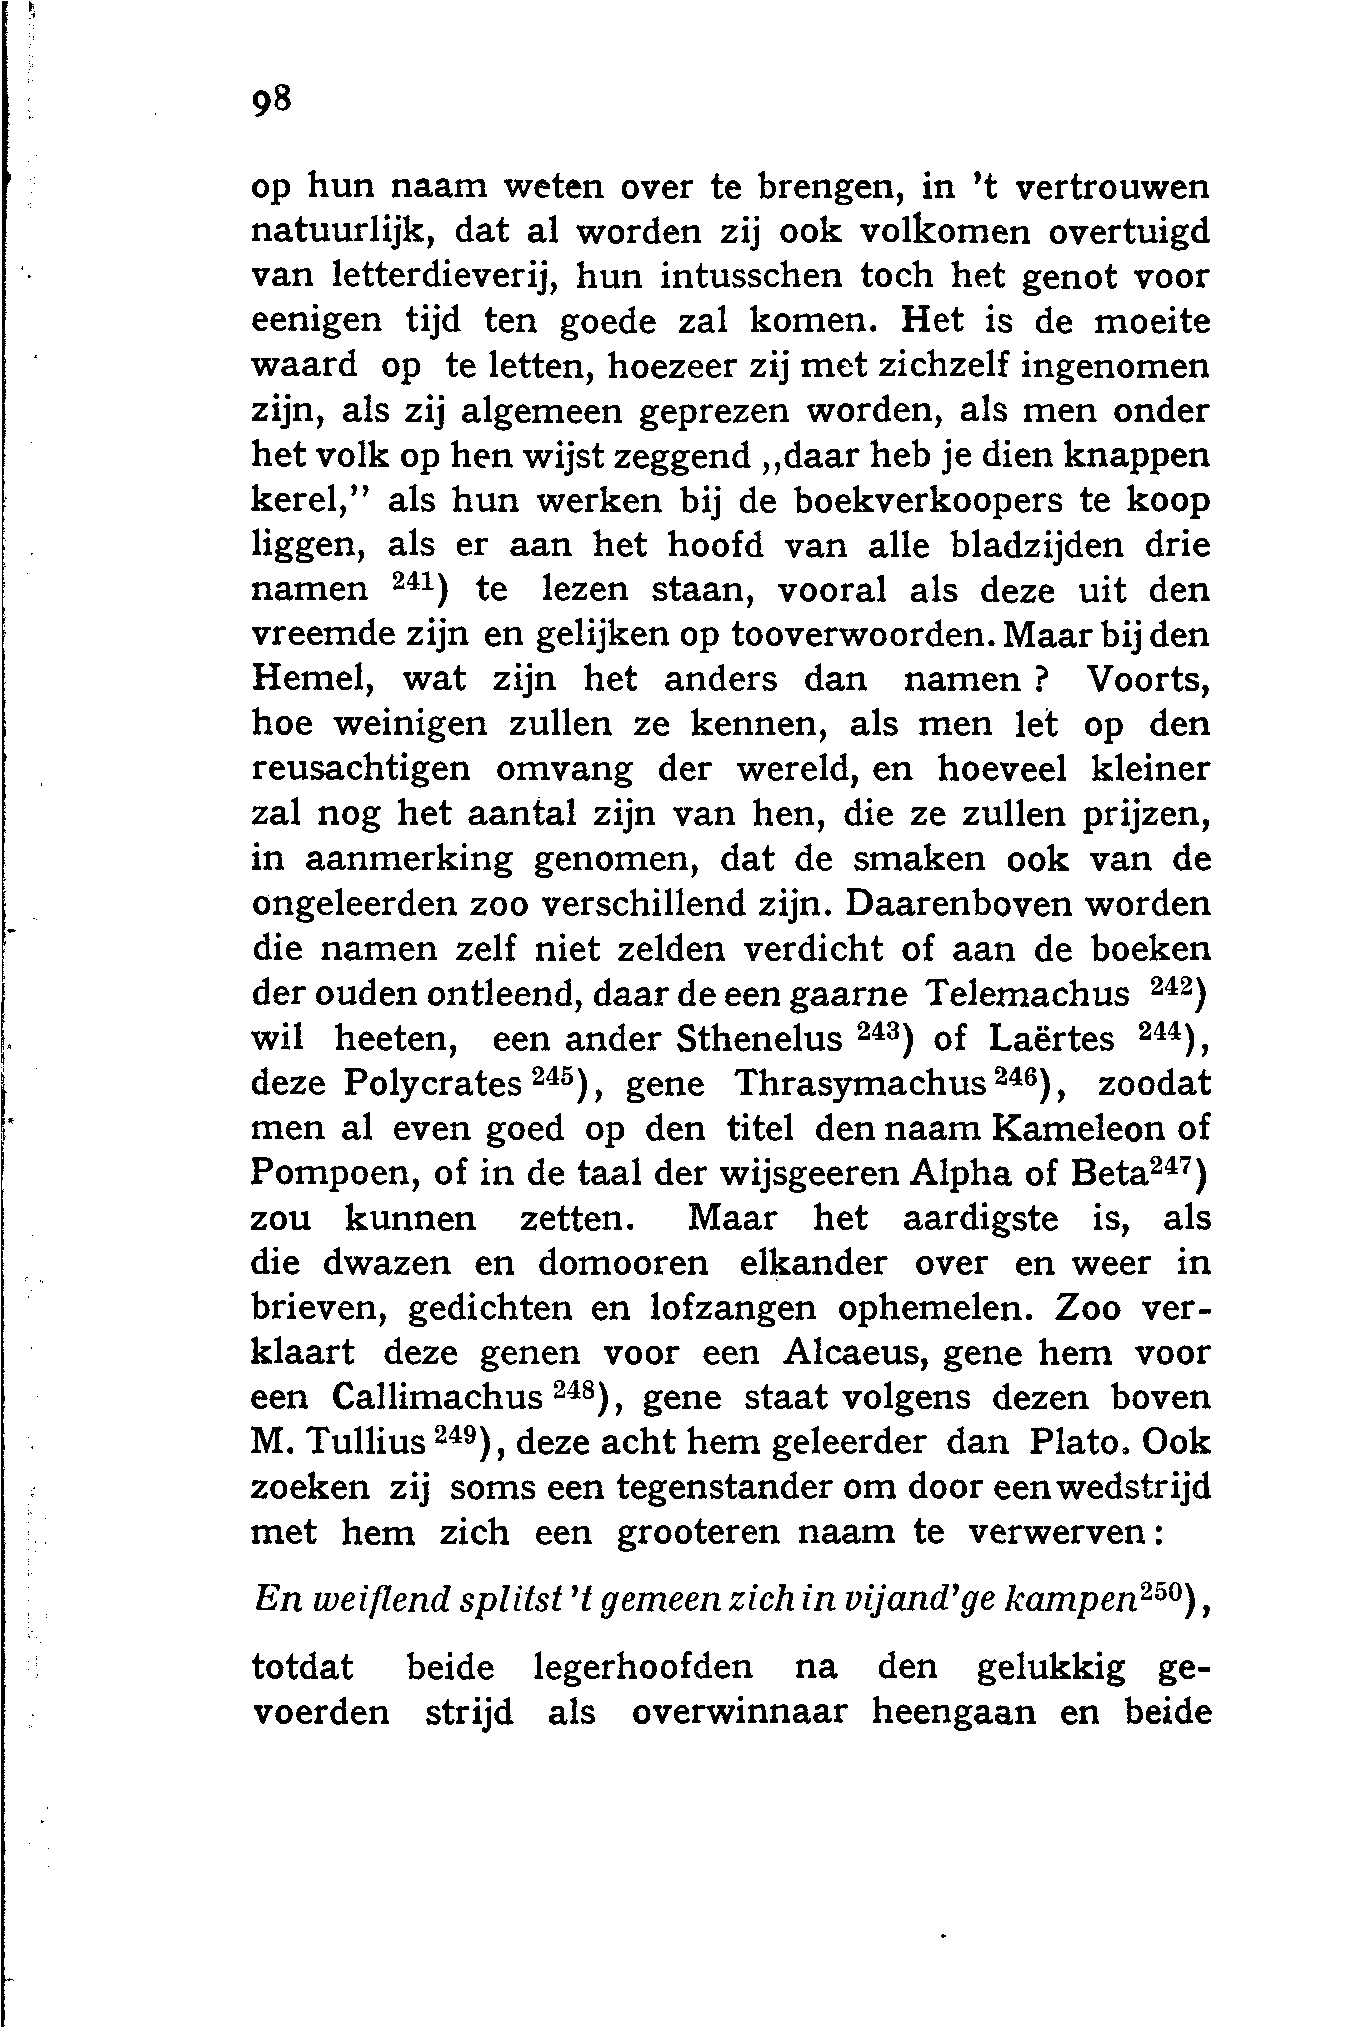 98
op hun naam weten over te brengen, in ’t vertrouwen
natuurlijk, dat al worden zij ook volkomen overtuigd
van letterdieverij, hun intusschen toch het genot voor
eenigen tijd ten goede zal komen. Het is de moeite
waard op te letten, hoezeer zij met zichzelf ingenomen
zijn, als zij algemeen geprezen worden, als men onder
het volk op hen wijst zeggend ,,daar heb je dien knappen
kerel,” als hun werken bij de boekverkoopers te koop
liggen, als er aan het hoofd van alle bladzijden drie
namen ²⁴¹) te lezen staan, vooral als deze uit den
vreemde zijn en gelijken op tooverwoorden. Maar bij den
Hemel, wat zijn het anders dan namen ? Voorts,
hoe weinigen zullen ze kennen, als men let op den
reusachtigen omvang der wereld, en hoeveel kleiner
zal nog het aantal zijn van hen, die ze zullen prijzen,
in aanmerking genomen, dat de smaken ook van de
ongeleerden zoo verschillend zijn. Daarenboven worden
die namen zelf niet zelden verdicht of aan de boeken
der ouden ontleend, daar de een gaarne Telemachus ²⁴²)
wil heeten, een ander Sthenelus ²⁴³) of Laërtes ²⁴⁴),
deze Polycrates ²⁴⁵), gene Thrasymachus ²⁴⁶), zoodat
men al even goed op den titel den naam Kameleon of
Pompoen, of in de taal der wijsgeeren Alpha of Beta²⁴⁷)
zou kunnen zetten. Maar het aardigste is, als
die dwazen en domooren elkander over en weer in
brieven, gedichten en lofzangen ophemelen. Zoo ver-
klaart deze genen voor een Alcaeus, gene hem voor
een Callimachus ²⁴⁸), gene staat volgens dezen boven
M. Tullius ²⁴⁹), deze acht hem geleerder dan Plato. Ook
zoeken zij soms een tegenstander om door een wedstrijd
met hem zich een grooteren naam te verwerven :
En weiflend splitst ’t gemeen zich in vijand’ge kampen²⁵⁰),
totdat beide legerhoofden na den gelukkig ge-
voerden strijd als overwinnaar heengaan en beide